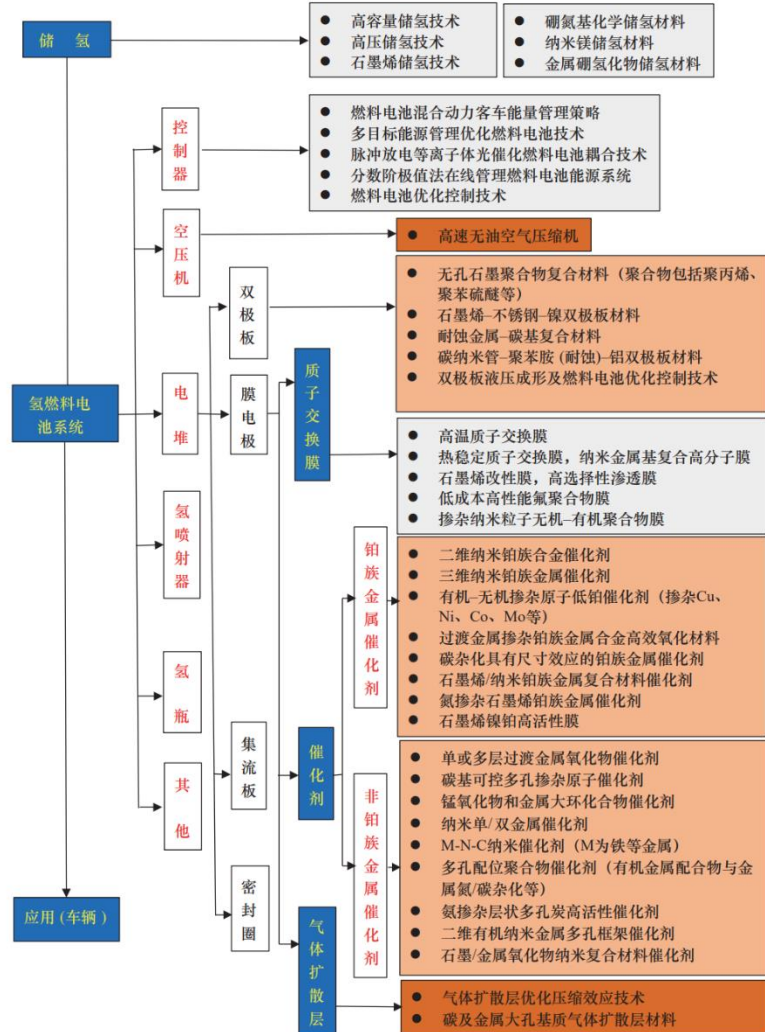 储 氢
● 高容量储氢技术
● 高压储氢技术
● 石墨烯储氢技术
● 硼氮基化学储氢材料
● 纳米镁储氢材料
● 金属硼氢化物储氢材料
控制器
● 燃料电池混合动力客车能量管理策略
● 多目标能源管理优化燃料电池技术
● 脉冲放电等离子体光催化燃料电池耦合技术
● 分数阶极值法在线管理燃料电池能源系统
● 燃料电池优化控制技术
空压机
● 高速无油空气压缩机
双极板
● 无孔石墨聚合物复合材料（聚合物包括聚丙烯、
聚苯硫醚等）
● 石墨烯–不锈钢–镍双极板材料
● 耐蚀金属–碳基复合材料
● 碳纳米管–聚苯胺 (耐蚀)–铝双极板材料
● 双极板液压成形及燃料电池优化控制技术
氢燃料电
池系统
电堆
膜电极
质子交换膜
● 高温质子交换膜
● 热稳定质子交换膜，纳米金属基复合高分子膜
● 石墨烯改性膜，高选择性渗透膜
● 低成本高性能氟聚合物膜
● 掺杂纳米粒子无机–有机聚合物膜
氢喷射器
铂族金属催化剂
● 二维纳米铂族合金催化剂
● 三维纳米铂族金属催化剂
● 有机–无机掺杂原子低铂催化剂（掺杂Cu、
Ni、Co、Mo等）
● 过渡金属掺杂铂族金属合金高效氧化材料
● 碳杂化具有尺寸效应的铂族金属催化剂
● 石墨烯/纳米铂族金属复合材料催化剂
● 氮掺杂石墨烯铂族金属催化剂
● 石墨烯镍铂高活性膜
氢瓶
其他
集流板
催化剂
非铂族金属催化剂
● 单或多层过渡金属氧化物催化剂
● 碳基可控多孔掺杂原子催化剂
● 锰氧化物和金属大环化合物催化剂
● 纳米单/双金属催化剂
● M-N-C纳米催化剂（M为铁等金属）
● 多孔配位聚合物催化剂（有机金属配合物与金
属氮/碳杂化等）
● 氨掺杂层状多孔炭高活性催化剂
● 二维有机纳米金属多孔框架催化剂
● 石墨/金属氧化物纳米复合材料催化剂
应用 (车辆)
密封圈
气体扩散层
● 气体扩散层优化压缩效应技术
● 碳及金属大孔基质气体扩散层材料